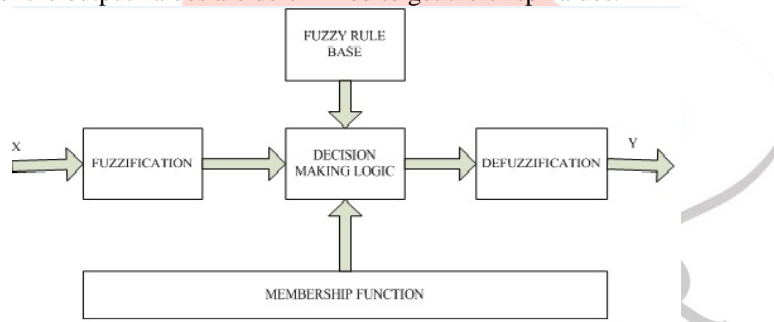 FUZZY RULE
BASE
X
FUZZIFICATION
DECISION
MAKING LOGIC
DEFUZZIFICATION
Y
MEMBERSHIP FUNCTION